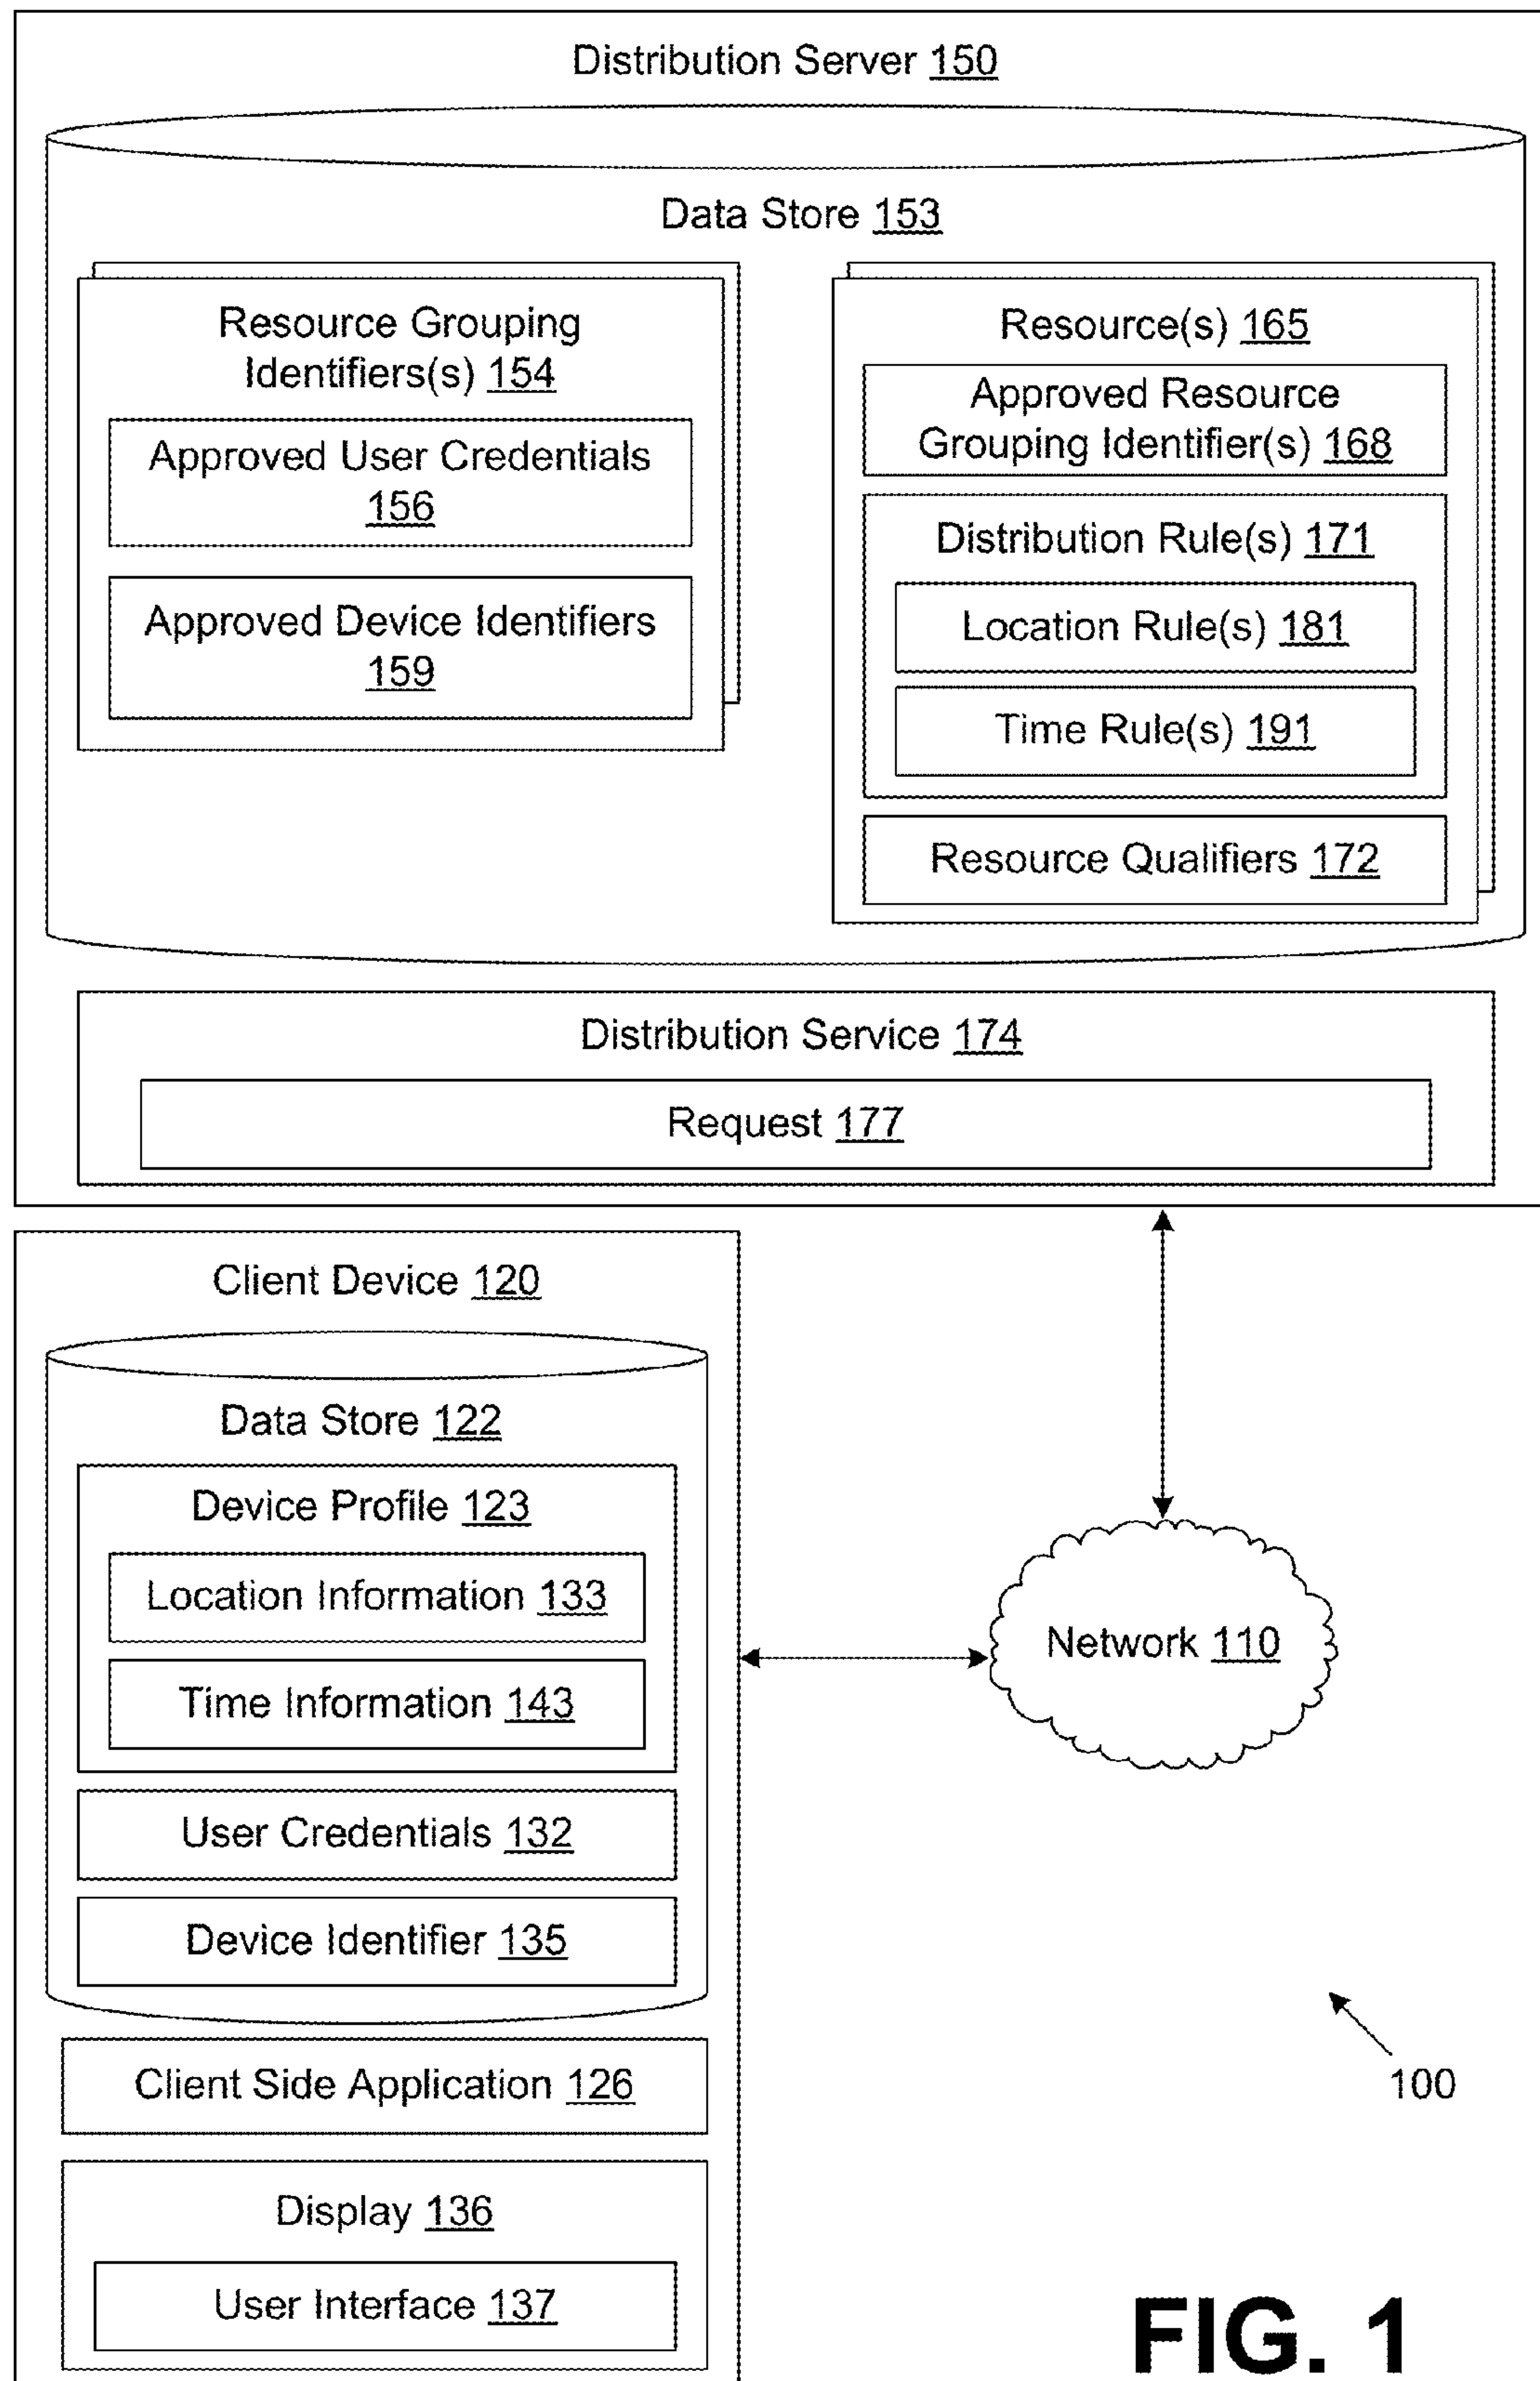 Distribution Server 150
Data Store 153
Resource Grouping
Identifiers(s) 154
Approved User Credentials
156
Approved Device Identifiers
159
Resource(s) 165
Approved Resource
Grouping Identifier(s) 168
Distribution Rule(s) 171
Location Rule(s) 181
Time Rule(s) 191
Resource Qualifiers 172
Distribution Service 174
Request 177
Client Device 120
Data Store 122
Device Profile 123
Location Information 133
Time Information 143
User Credentials 132
Device Identifier 135
Client Side Application 126
Display 136
User Interface 137
Network 110
100
FIG. 1